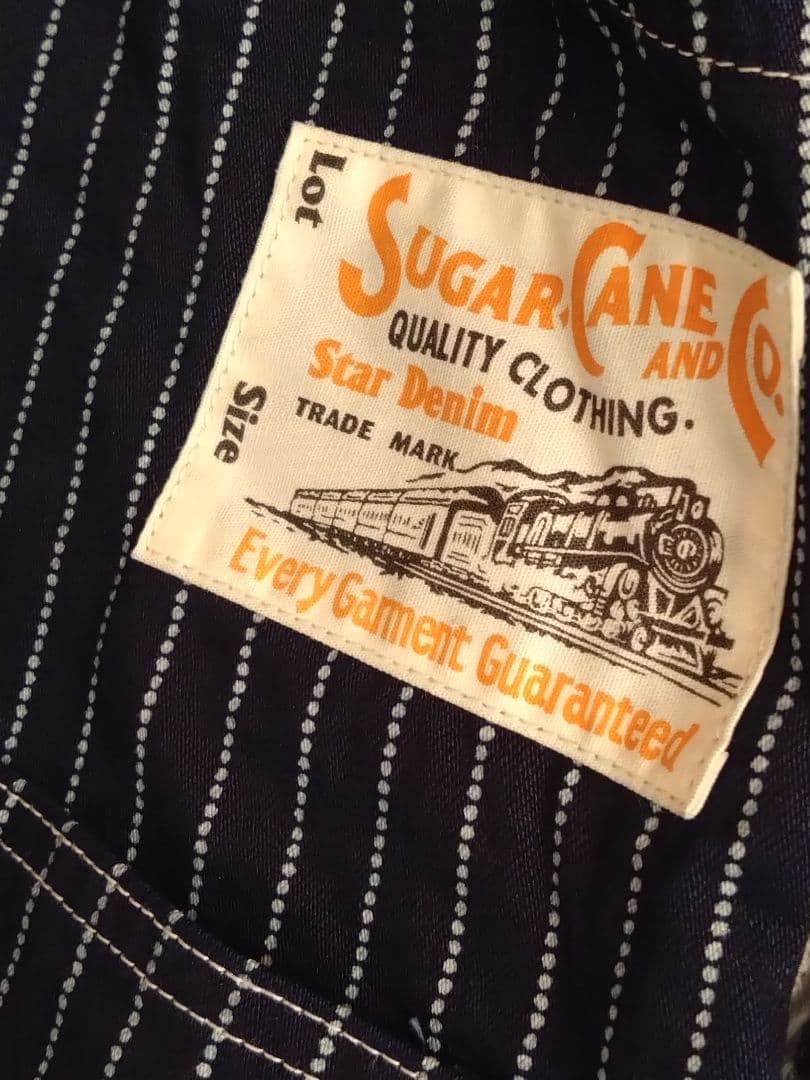 Lot
SUGAR CANE
AND CO.
QUALITY CLOTHING.
Star Denim
TRADE MARK
Size
Every Garment Guaranteed